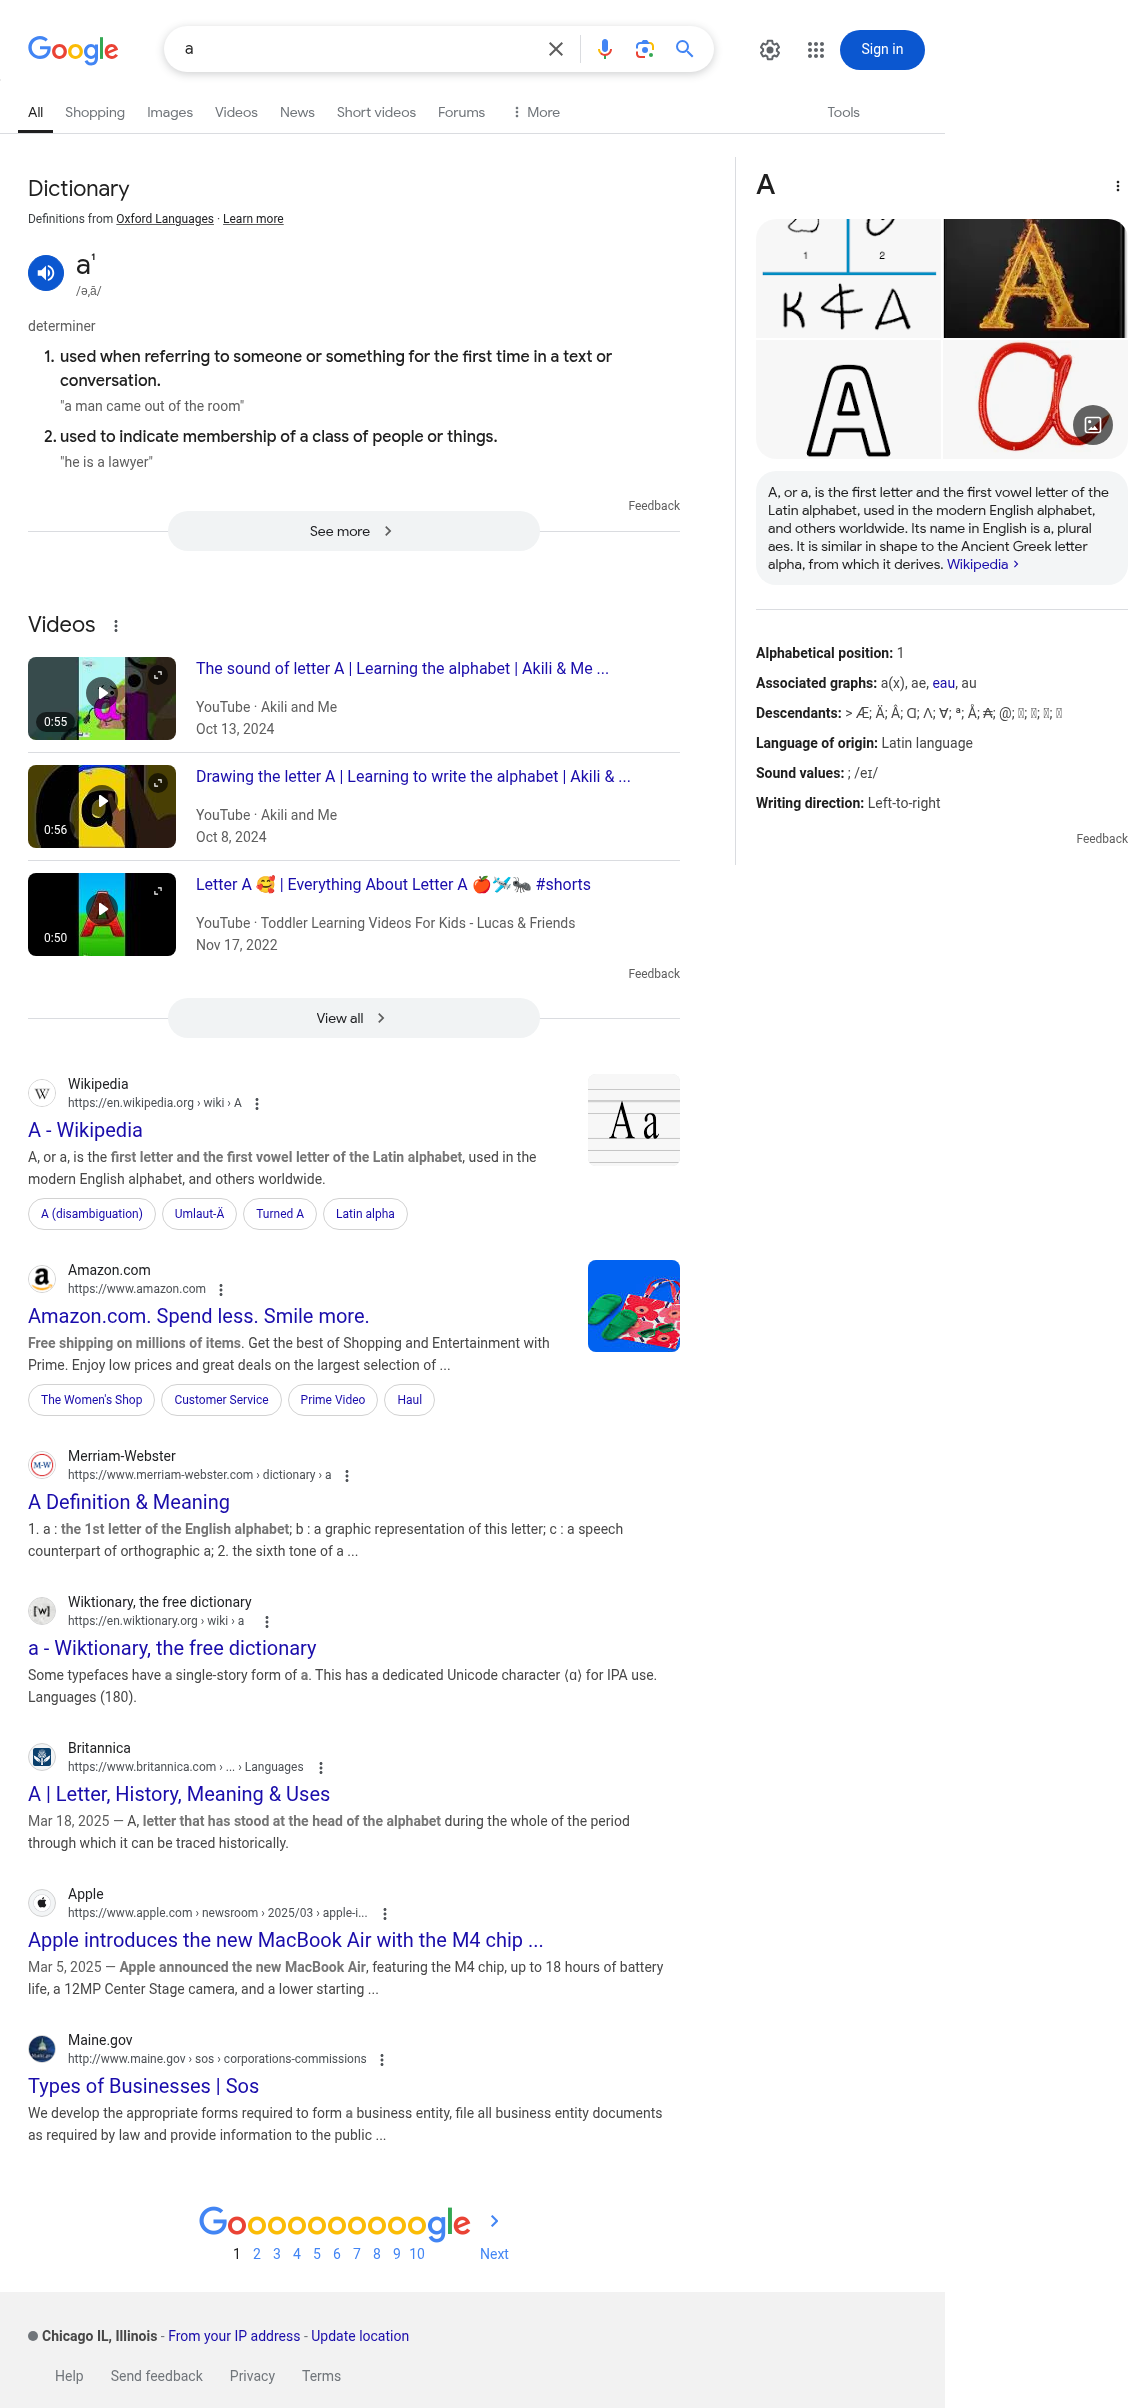 Google
a
Sign in
All
Shopping
Images
Videos
News
Short videos
Forums
More
Tools
Dictionary
Definitions from Oxford Languages · Learn more
a¹
/ə,ā/
determiner
1. used when referring to someone or something for the first time in a text or
conversation.
"a man came out of the room"
2. used to indicate membership of a class of people or things.
"he is a lawyer"
Feedback
See more
Videos
The sound of letter A | Learning the alphabet | Akili & Me ...
YouTube · Akili and Me
Oct 13, 2024
0:55
Drawing the letter A | Learning to write the alphabet | Akili & ...
YouTube · Akili and Me
Oct 8, 2024
0:56
Letter A 🥰 | Everything About Letter A 🍎🛩️🐜 #shorts
YouTube · Toddler Learning Videos For Kids - Lucas & Friends
Nov 17, 2022
0:50
Feedback
View all
Wikipedia
https://en.wikipedia.org › wiki › A
A - Wikipedia
A, or a, is the first letter and the first vowel letter of the Latin alphabet, used in the
modern English alphabet, and others worldwide.
A a
A (disambiguation)
Umlaut-Ä
Turned A
Latin alpha
Amazon.com
https://www.amazon.com
Amazon.com. Spend less. Smile more.
Free shipping on millions of items. Get the best of Shopping and Entertainment with
Prime. Enjoy low prices and great deals on the largest selection of ...
The Women's Shop
Customer Service
Prime Video
Haul
Merriam-Webster
https://www.merriam-webster.com › dictionary › a
A Definition & Meaning
1. a : the 1st letter of the English alphabet; b : a graphic representation of this letter; c : a speech
counterpart of orthographic a; 2. the sixth tone of a ...
Wiktionary, the free dictionary
https://en.wiktionary.org › wiki › a
a - Wiktionary, the free dictionary
Some typefaces have a single-story form of a. This has a dedicated Unicode character ⟨ɑ⟩ for IPA use.
Languages (180).
Britannica
https://www.britannica.com › ... › Languages
A | Letter, History, Meaning & Uses
Mar 18, 2025 — A, letter that has stood at the head of the alphabet during the whole of the period
through which it can be traced historically.
Apple
https://www.apple.com › newsroom › 2025/03 › apple-i...
Apple introduces the new MacBook Air with the M4 chip ...
Mar 5, 2025 — Apple announced the new MacBook Air, featuring the M4 chip, up to 18 hours of battery
life, a 12MP Center Stage camera, and a lower starting ...
Maine.gov
http://www.maine.gov › sos › corporations-commissions
Types of Businesses | Sos
We develop the appropriate forms required to form a business entity, file all business entity documents
as required by law and provide information to the public ...
A
1
2
К ¢ A
A
A
a
A, or a, is the first letter and the first vowel letter of the
Latin alphabet, used in the modern English alphabet,
and others worldwide. Its name in English is a, plural
aes. It is similar in shape to the Ancient Greek letter
alpha, from which it derives. Wikipedia
Alphabetical position: 1
Associated graphs: a(x), ae, eau, au
Descendants: > Æ; Ä; Â; Ɑ; Λ; Ɐ; ª; Å; ₳; @;
Language of origin: Latin language
Sound values: ; /eɪ/
Writing direction: Left-to-right
Feedback
Goooooooooogle
1 2 3 4 5 6 7 8 9 10
Next
Chicago IL, Illinois - From your IP address - Update location
Help
Send feedback
Privacy
Terms